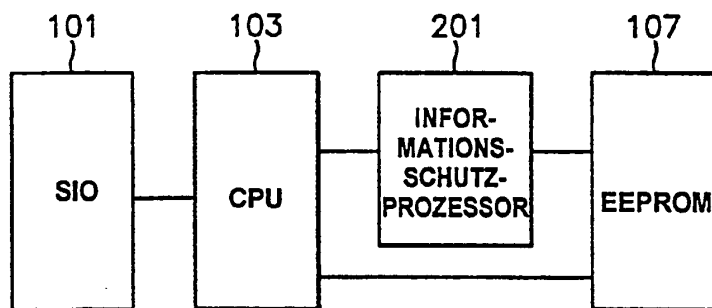 101
103
201
107
SIO
CPU
INFOR-
MATIONS-
SCHUTZ-
PROZESSOR
EEPROM